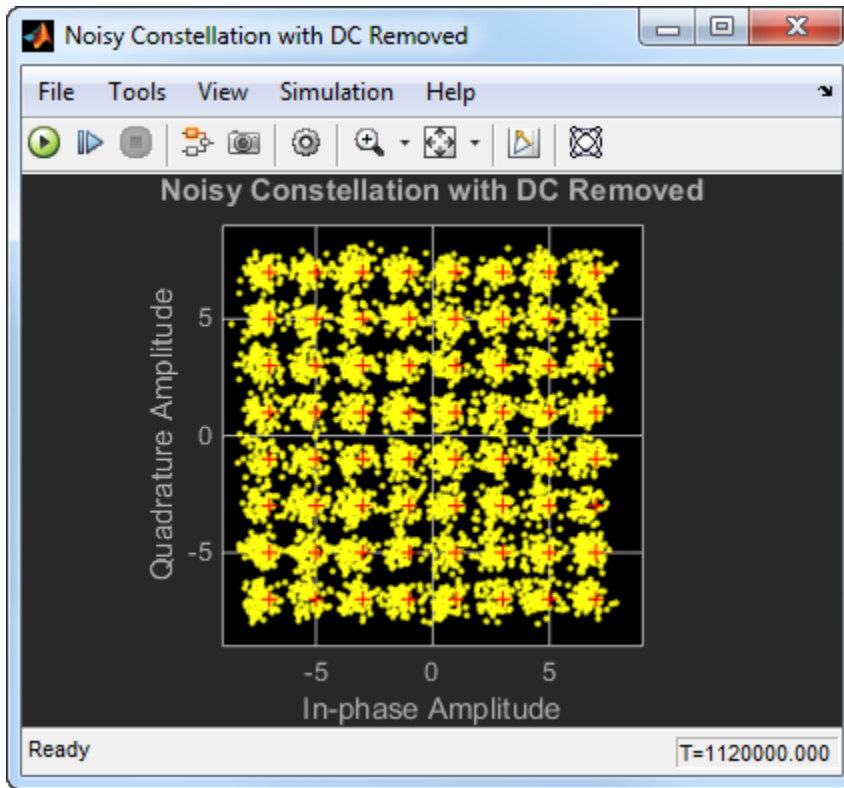 Noisy Constellation with DC Removed
File Tools View Simulation Help
Noisy Constellation with DC Removed
Quadrature Amplitude
5
0
-5
-5 0 5
In-phase Amplitude
Ready T=1120000.000